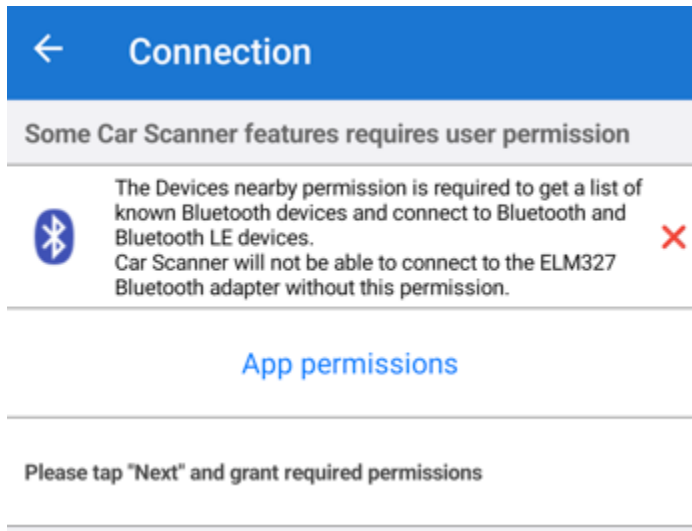 Connection
Some Car Scanner features requires user permission
The Devices nearby permission is required to get a list of
known Bluetooth devices and connect to Bluetooth and
Bluetooth LE devices.
Car Scanner will not be able to connect to the ELM327
Bluetooth adapter without this permission.
App permissions
Please tap "Next" and grant required permissions